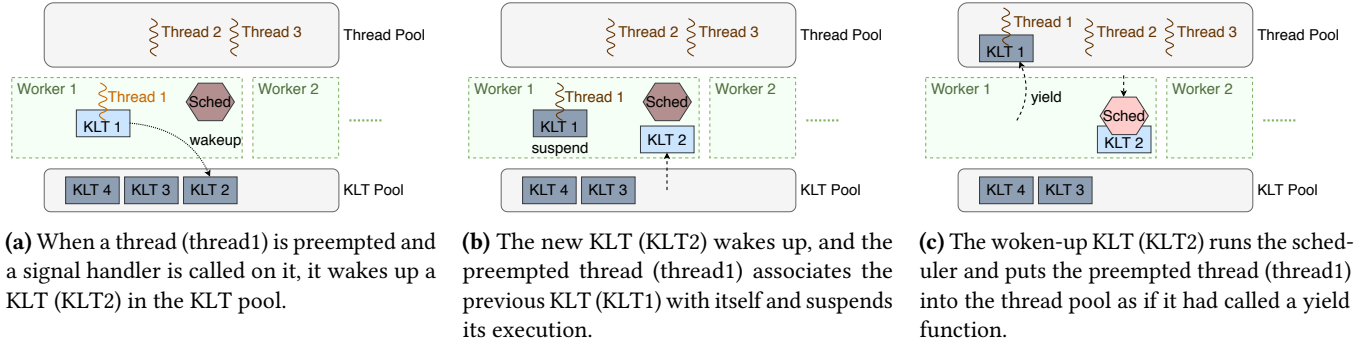 Thread 2
Thread 3
Thread Pool
Worker 1
Thread 1
Sched
Worker 2
KLT 1
wakeup
........
KLT 4
KLT 3
KLT 2
KLT Pool
(a) When a thread (thread1) is preempted and
a signal handler is called on it, it wakes up a
KLT (KLT2) in the KLT pool.
Thread 2
Thread 3
Thread Pool
Worker 1
Thread 1
Sched
Worker 2
KLT 1
KLT 2
suspend
........
KLT 4
KLT 3
KLT Pool
(b) The new KLT (KLT2) wakes up, and the
preempted thread (thread1) associates the
previous KLT (KLT1) with itself and suspends
its execution.
Thread 1
KLT 1
Thread 2
Thread 3
Thread Pool
Worker 1
yield
Sched
KLT 2
Worker 2
........
KLT 4
KLT 3
KLT Pool
(c) The woken-up KLT (KLT2) runs the sched-
uler and puts the preempted thread (thread1)
into the thread pool as if it had called a yield
function.